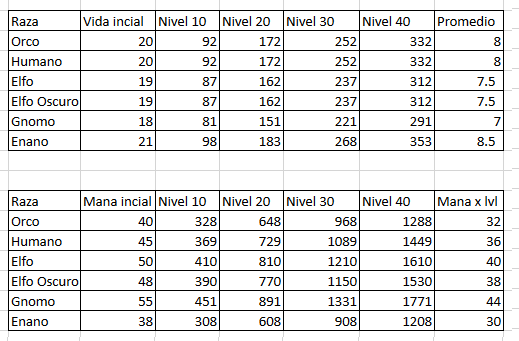 Raza Vida incial Nivel 10 Nivel 20 Nivel 30 Nivel 40 Promedio
Orco 20 92 172 252 332 8
Humano 20 92 172 252 332 8
Elfo 19 87 162 237 312 7.5
Elfo Oscuro 19 87 162 237 312 7.5
Gnomo 18 81 151 221 291 7
Enano 21 98 183 268 353 8.5
Raza Mana incial Nivel 10 Nivel 20 Nivel 30 Nivel 40 Mana x lvl
Orco 40 328 648 968 1288 32
Humano 45 369 729 1089 1449 36
Elfo 50 410 810 1210 1610 40
Elfo Oscuro 48 390 770 1150 1530 38
Gnomo 55 451 891 1331 1771 44
Enano 38 308 608 908 1208 30